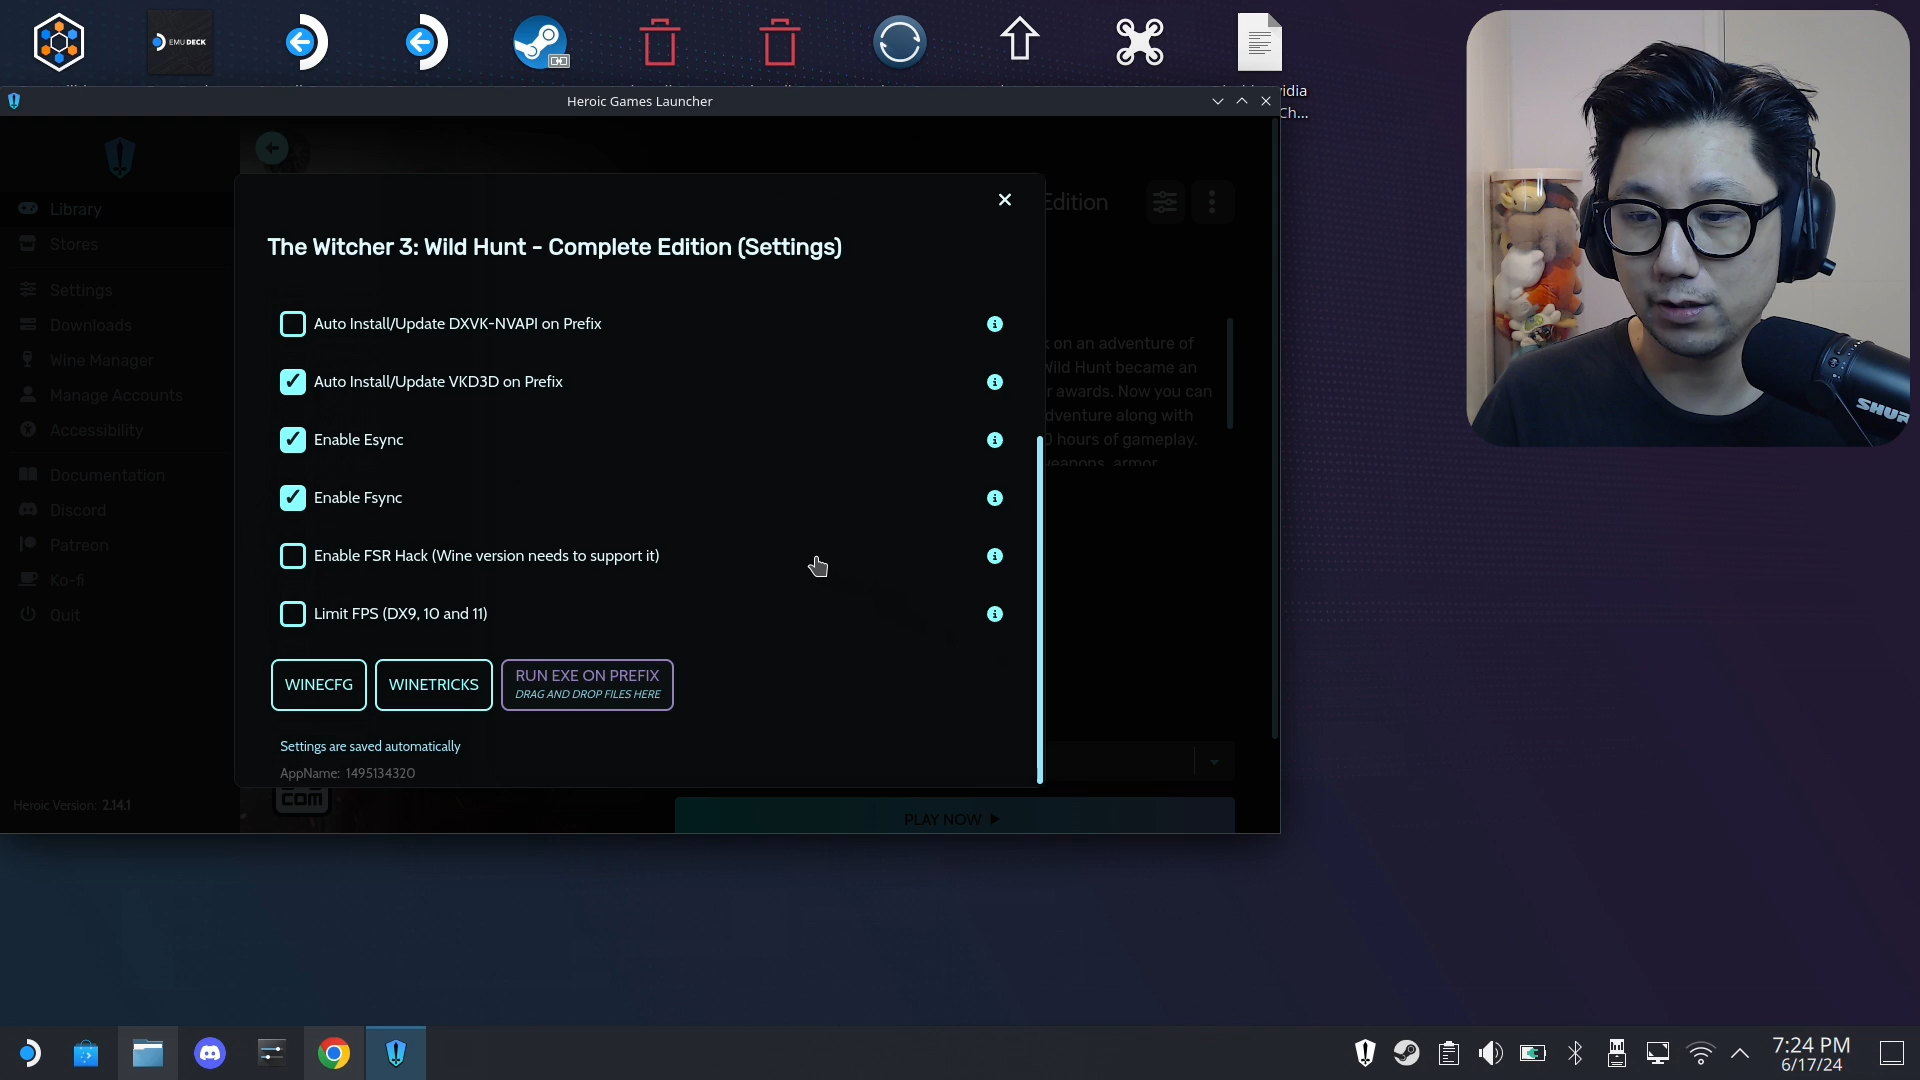 EMU DECK
idia
Ch...
Heroic Games Launcher
Library
Stores
Settings
Downloads
Wine Manager
Manage Accounts
Accessibility
Documentation
Discord
Patreon
Ko-fi
Quit
Heroic Version: 2.14.1
Edition
The Witcher 3: Wild Hunt - Complete Edition (Settings)
Auto Install/Update DXVK-NVAPI on Prefix
Auto Install/Update VKD3D on Prefix
Enable Esync
Enable Fsync
Enable FSR Hack (Wine version needs to support it)
Limit FPS (DX9, 10 and 11)
WINECFG
WINETRICKS
RUN EXE ON PREFIX
DRAG AND DROP FILES HERE
Settings are saved automatically
AppName: 1495134320
on an adventure of
Wild Hunt became an
r awards. Now you can
dventure along with
0 hours of gameplay.
weapons, armor
COM
PLAY NOW
SHUR
7:24 PM
6/17/24